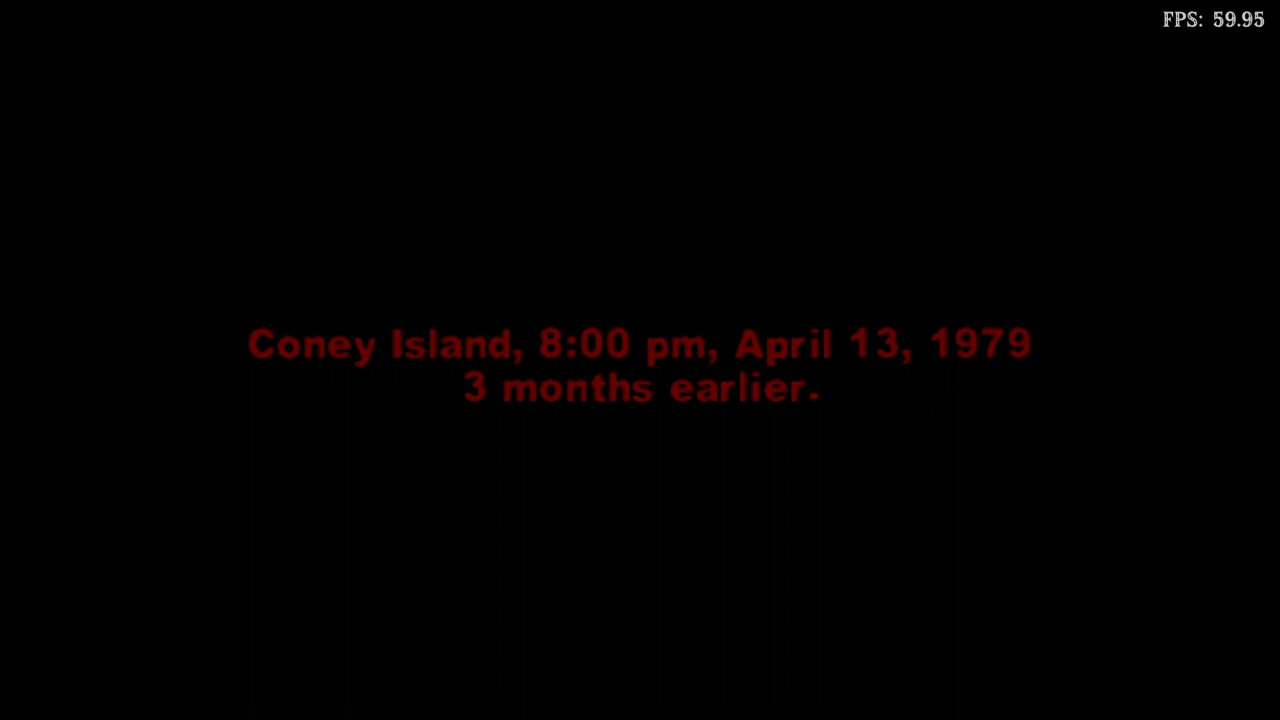 FPS: 59.95
Coney Island, 8:00 pm, April 13, 1979
3 months earlier.